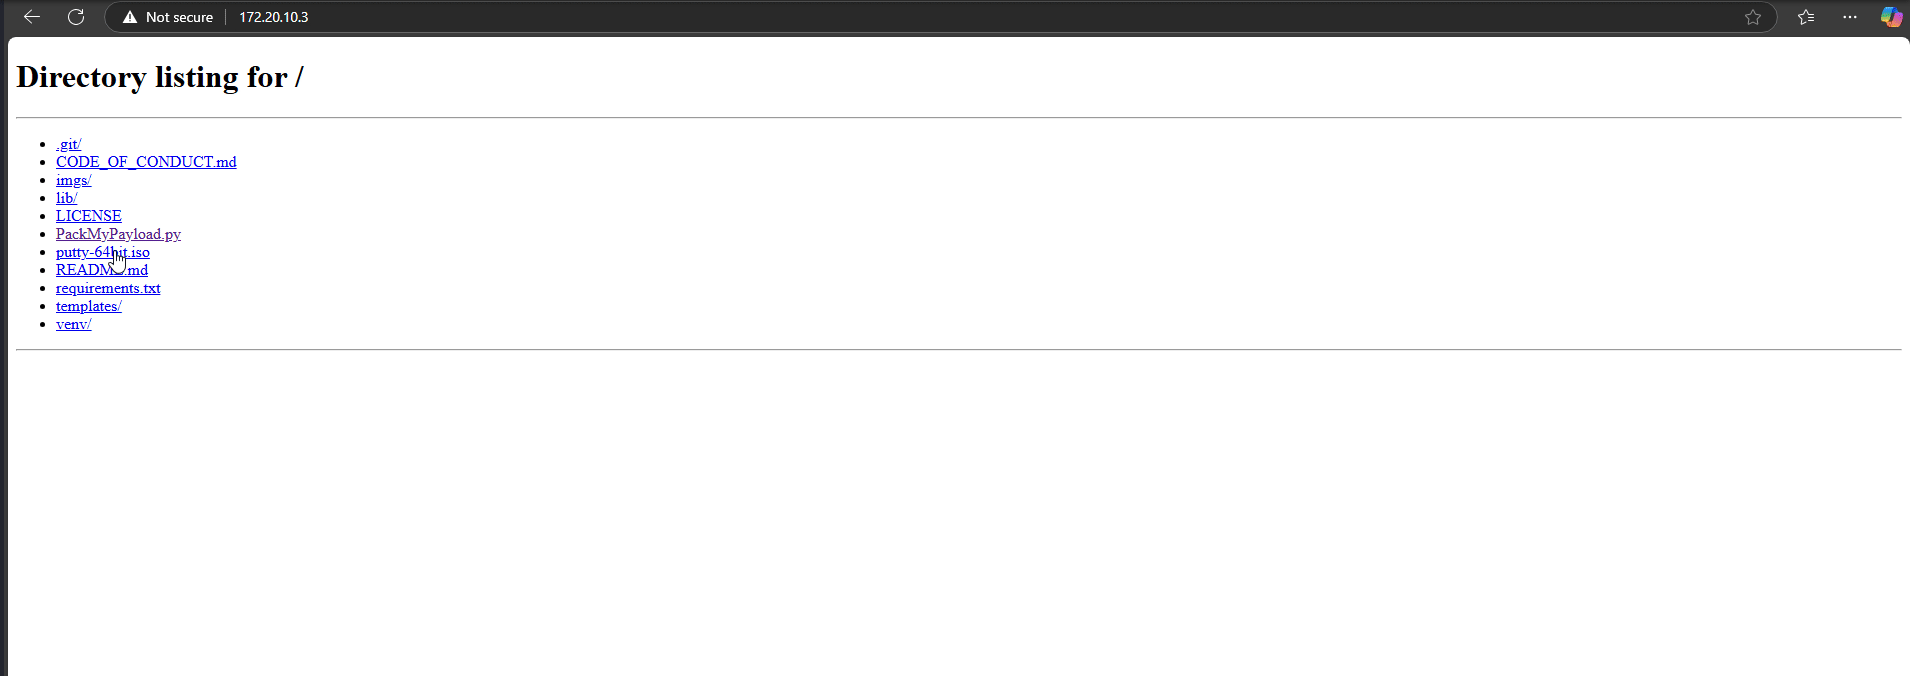 Not secure 172.20.10.3
Directory listing for /
.git/
CODE_OF_CONDUCT.md
imgs/
lib/
LICENSE
PackMyPayload.py
putty-64bit.iso
README.md
requirements.txt
templates/
venv/